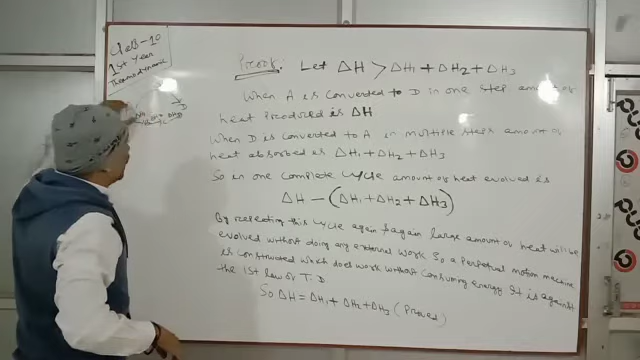 1st Year
Thermodynamic
Proof: Let ΔH > ΔH1 + ΔH2 + ΔH3
When A is converted to D in one step amount of
heat produced is ΔH
When D is converted to A in multiple steps amount of
heat absorbed is ΔH1 + ΔH2 + ΔH3
So in one complete cycle amount of heat evolved is
ΔH - (ΔH1 + ΔH2 + ΔH3)
By repeating this cycle again & again large amount of heat will be
evolved without doing any external work So a perpetual motion machine
is constructed which does work without consuming energy It is against
the 1st law of T.D.
So ΔH = ΔH1 + ΔH2 + ΔH3 (Proved)